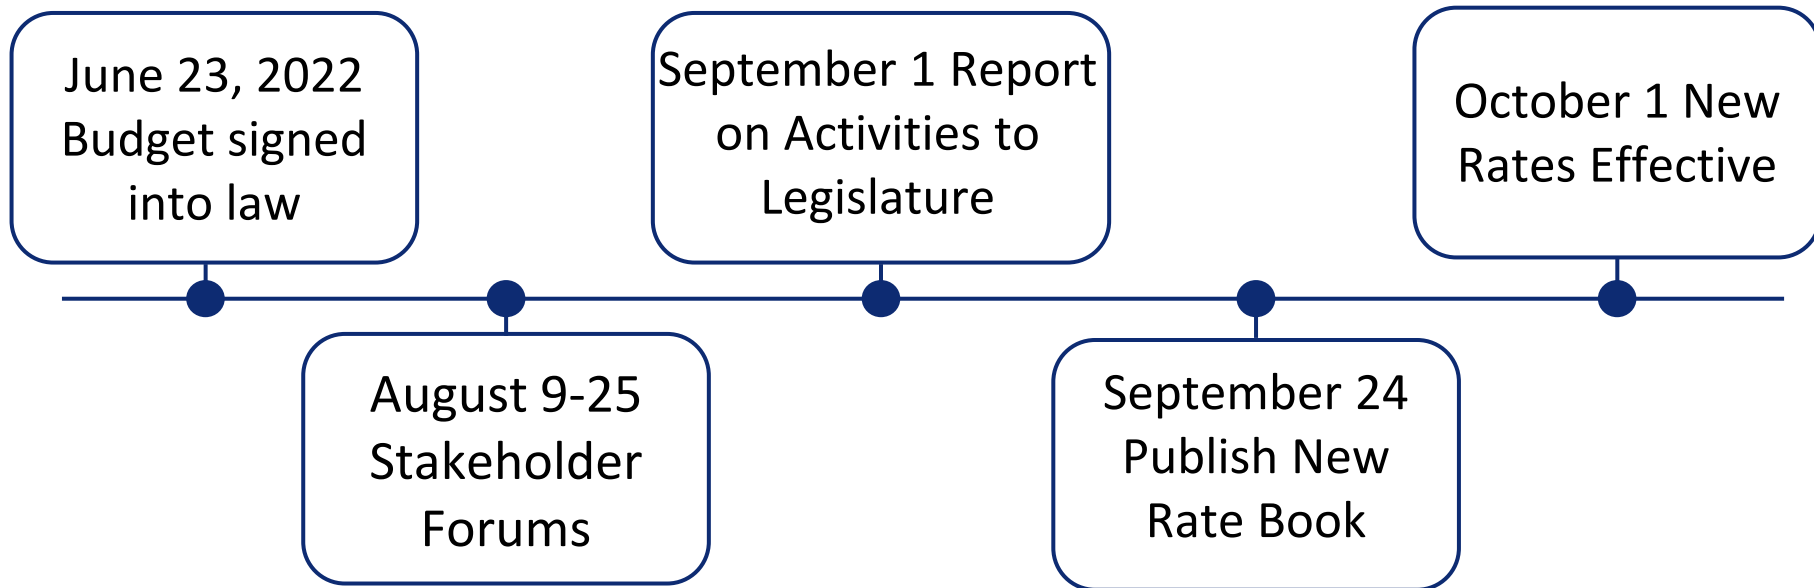 June 23, 2022
Budget signed
into law
August 9-25
Stakeholder
Forums
September 1 Report
on Activities to
Legislature
September 24
Publish New
Rate Book
October 1 New
Rates Effective